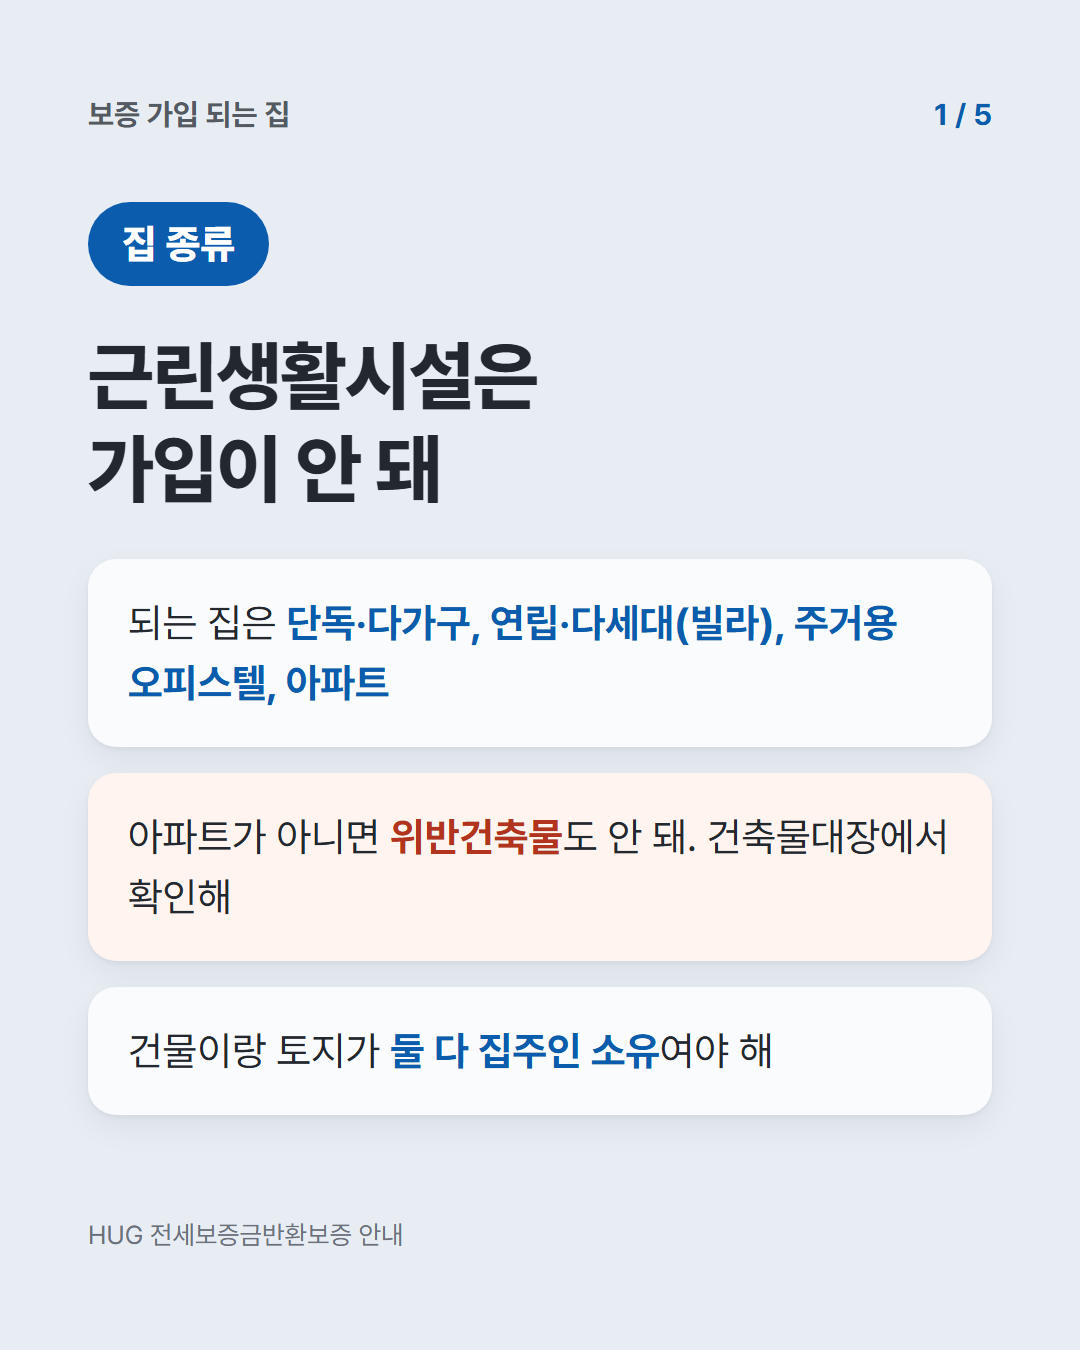 보증 가입 되는 집
1 / 5
집 종류
근린생활시설은
가입이 안 돼
되는 집은 단독·다가구, 연립·다세대(빌라), 주거용
오피스텔, 아파트
아파트가 아니면 위반건축물도 안 돼. 건축물대장에서
확인해
건물이랑 토지가 둘 다 집주인 소유여야 해
HUG 전세보증금반환보증 안내